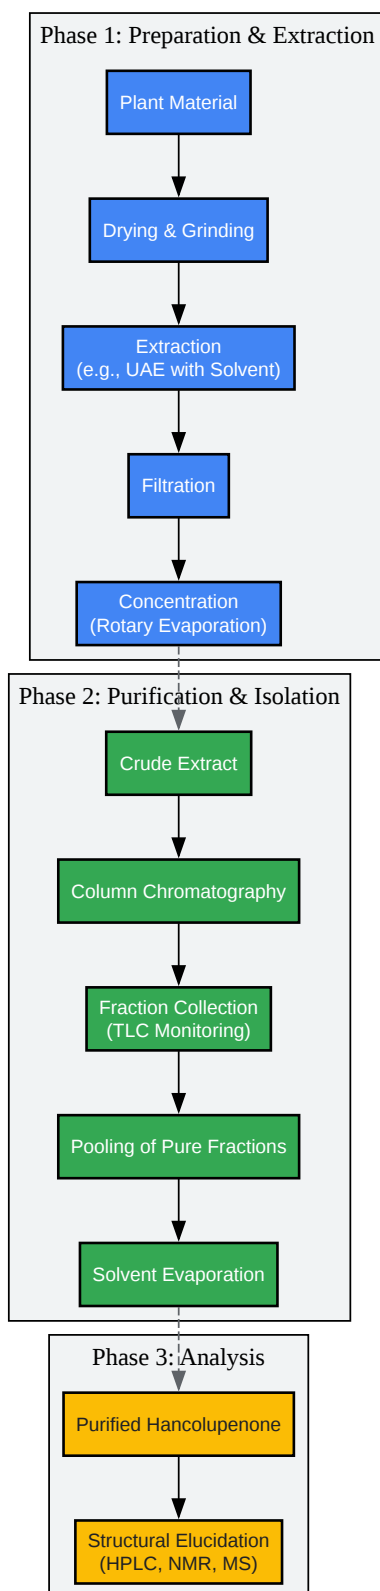 Phase 1: Preparation & Extraction
Plant Material
Drying & Grinding
Extraction
(e.g., UAE with Solvent)
Filtration
Concentration
(Rotary Evaporation)
Phase 2: Purification & Isolation
Crude Extract
Column Chromatography
Fraction Collection
(TLC Monitoring)
Pooling of Pure Fractions
Solvent Evaporation
Phase 3: Analysis
Purified Hancolupenone
Structural Elucidation
(HPLC, NMR, MS)